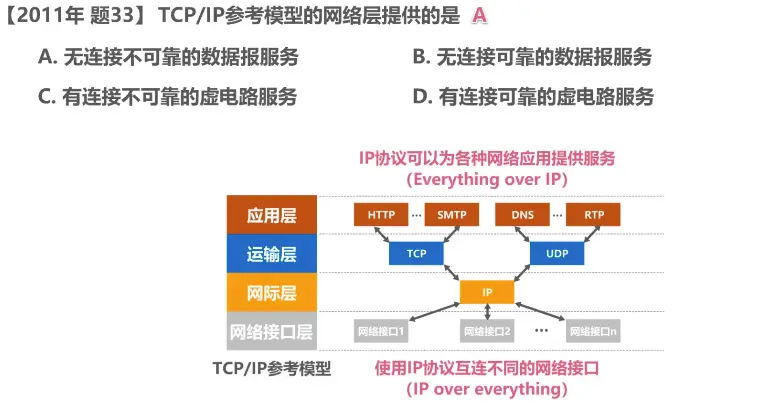 【2011年 题33】 TCP/IP参考模型的网络层提供的是 A
A. 无连接不可靠的数据报服务 B. 无连接可靠的数据报服务
C. 有连接不可靠的虚电路服务 D. 有连接可靠的虚电路服务
IP协议可以为各种网络应用提供服务
（Everything over IP）
应用层 HTTP ··· SMTP DNS ··· RTP
运输层 TCP UDP
网际层 IP
网络接口层 网络接口1 网络接口2 ··· 网络接口n
TCP/IP参考模型 使用IP协议互连不同的网络接口
（IP over everything）